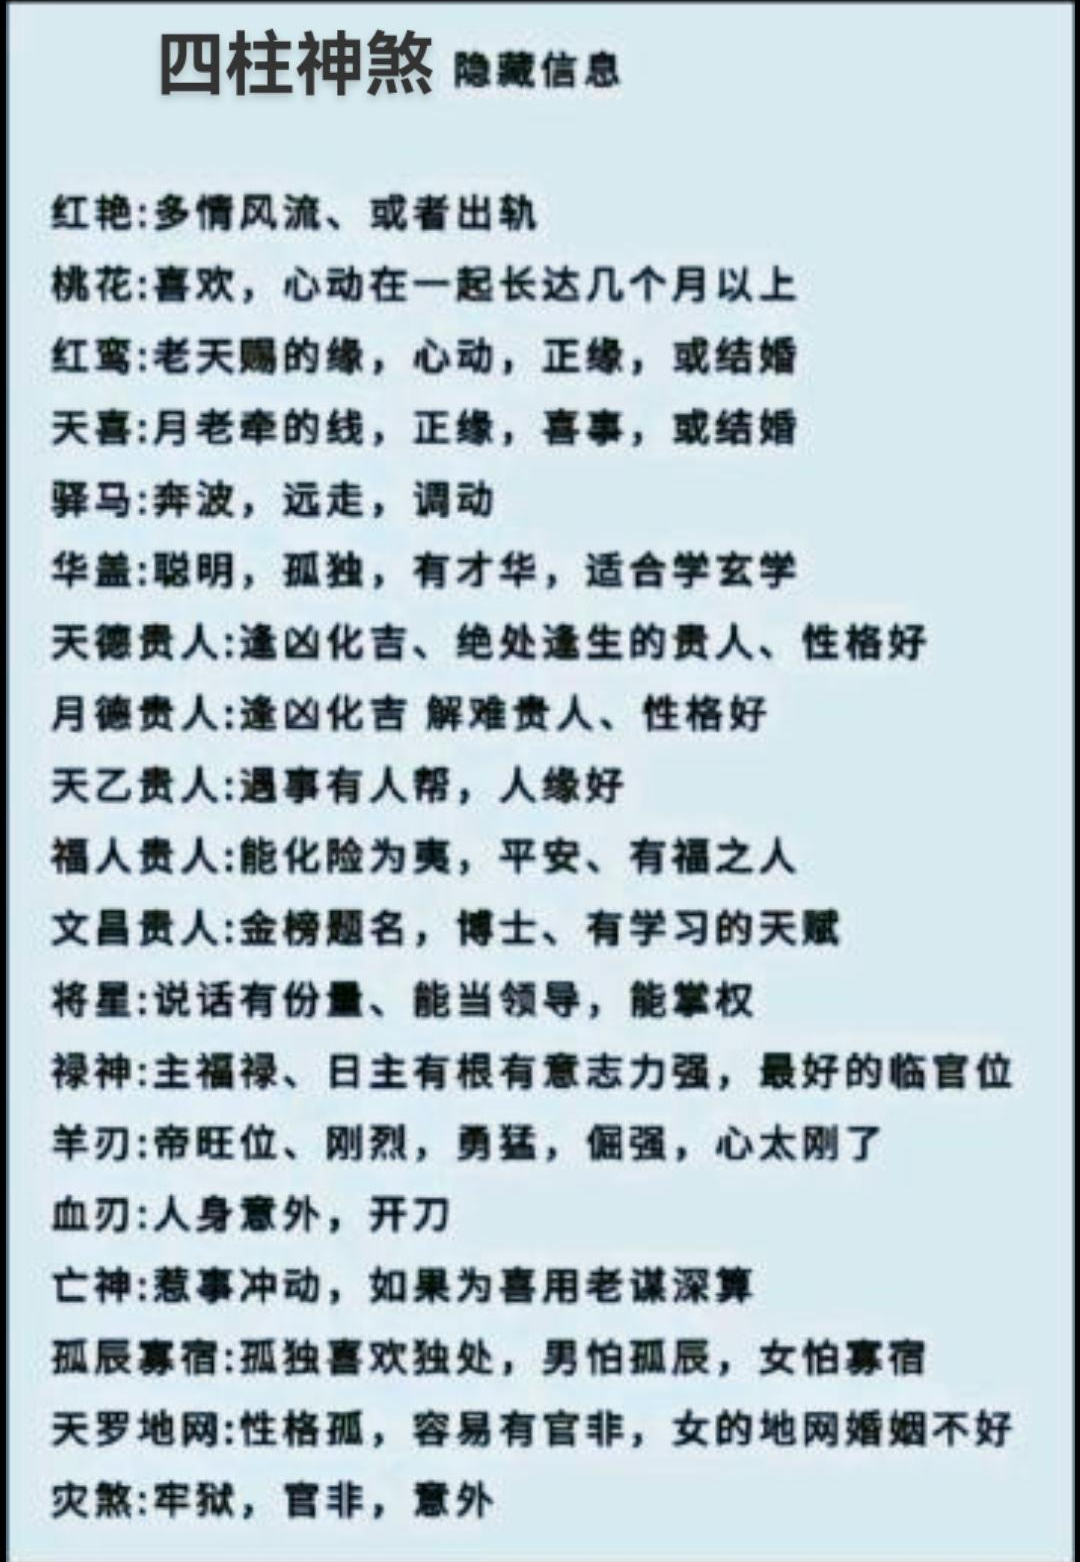 四柱神煞 隐藏信息
红艳:多情风流、或者出轨
桃花:喜欢，心动在一起长达几个月以上
红鸾:老天赐的缘，心动，正缘，或结婚
天喜:月老牵的线，正缘，喜事，或结婚
驿马:奔波，远走，调动
华盖:聪明，孤独，有才华，适合学玄学
天德贵人:逢凶化吉、绝处逢生的贵人、性格好
月德贵人:逢凶化吉 解难贵人、性格好
天乙贵人:遇事有人帮，人缘好
福人贵人:能化险为夷，平安、有福之人
文昌贵人:金榜题名，博士、有学习的天赋
将星:说话有份量、能当领导，能掌权
禄神:主福禄、日主有根有意志力强，最好的临官位
羊刃:帝旺位、刚烈，勇猛，倔强，心太刚了
血刃:人身意外，开刀
亡神:惹事冲动，如果为喜用老谋深算
孤辰寡宿:孤独喜欢独处，男怕孤辰，女怕寡宿
天罗地网:性格孤，容易有官非，女的地网婚姻不好
灾煞:牢狱，官非，意外